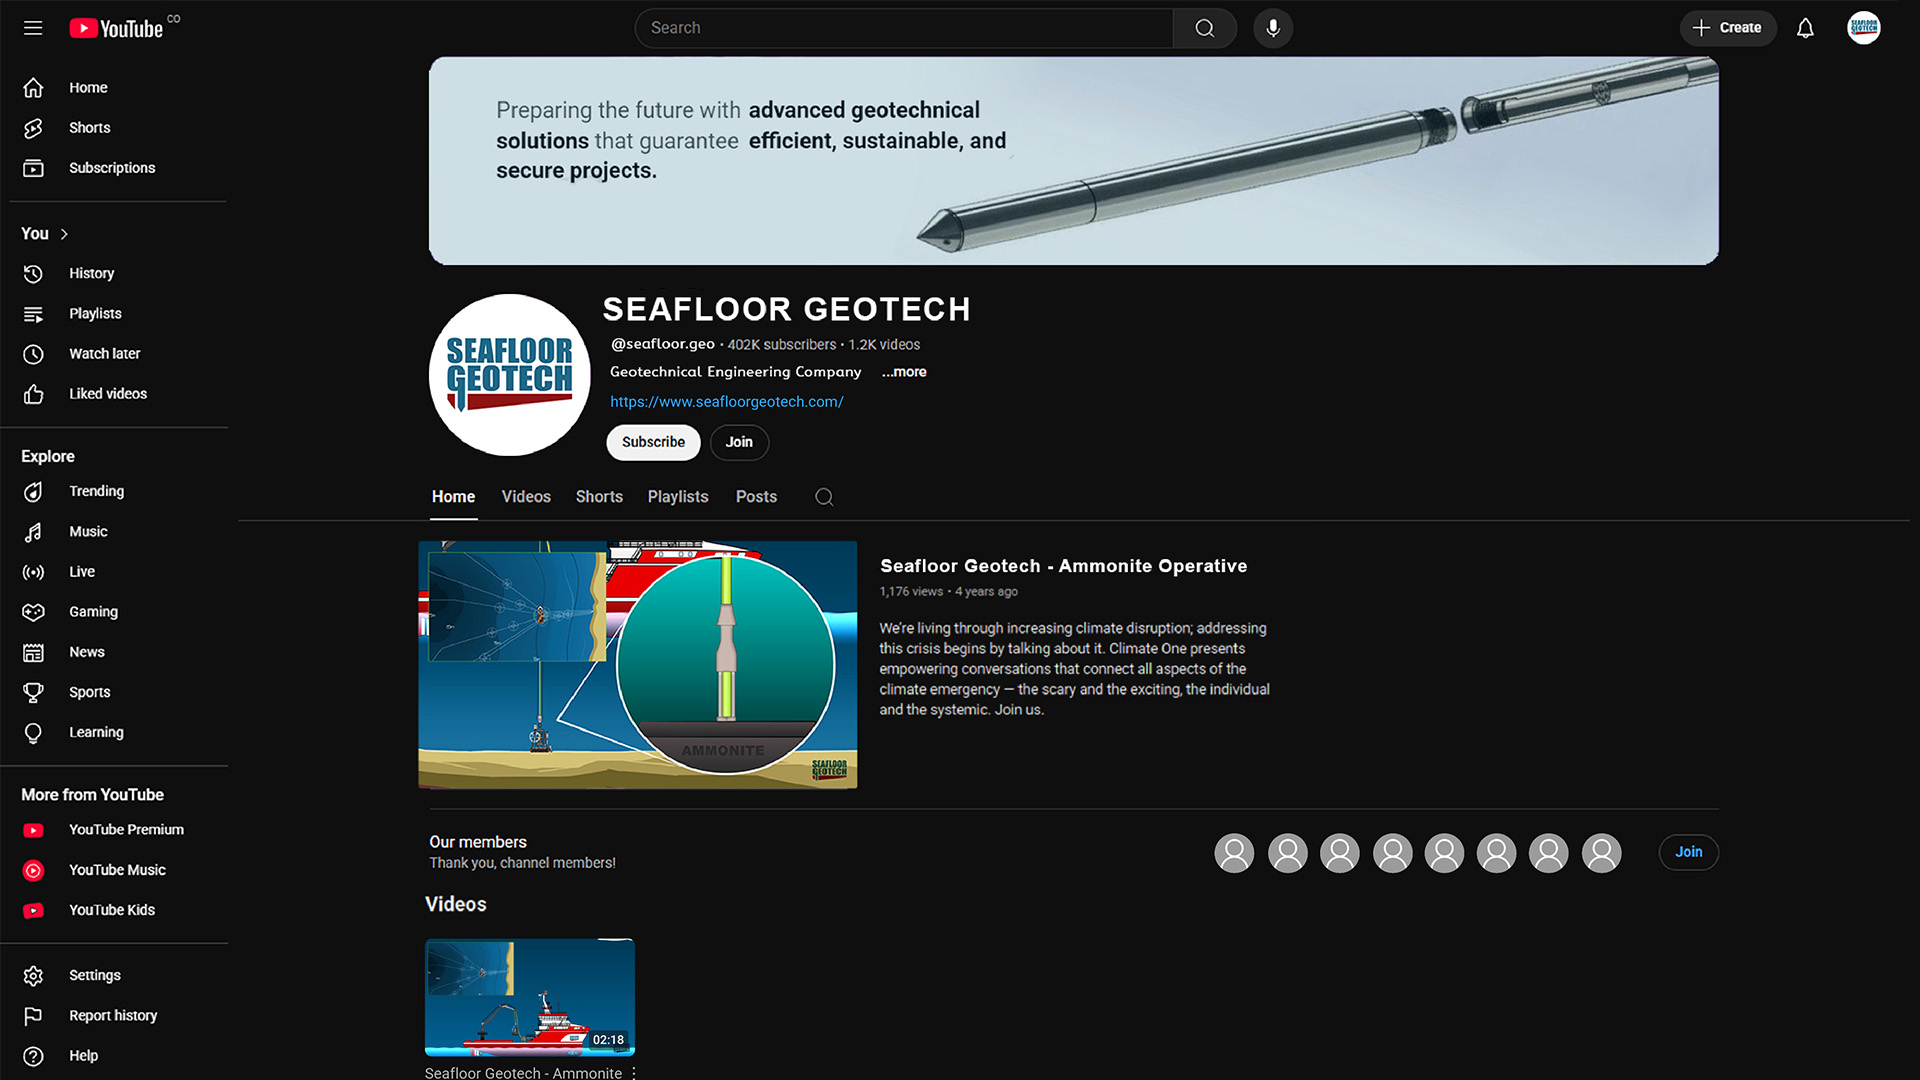 YouTube CO
Search
Create
SEAFLOOR
GEOTECH
Home
Shorts
Subscriptions
You
History
Playlists
Watch later
Liked videos
Explore
Trending
Music
Live
Gaming
News
Sports
Learning
More from YouTube
YouTube Premium
YouTube Music
YouTube Kids
Settings
Report history
Help
Preparing the future with advanced geotechnical
solutions that guarantee efficient, sustainable, and
secure projects.
SEAFLOOR
GEOTECH
SEAFLOOR GEOTECH
@seafloor.geo • 402K subscribers • 1.2K videos
Geotechnical Engineering Company ...more
https://www.seafloorgeotech.com/
Subscribe Join
Home Videos Shorts Playlists Posts
AMMONITE
SEAFLOOR
GEOTECH
Seafloor Geotech - Ammonite Operative
1,176 views • 4 years ago
We're living through increasing climate disruption; addressing
this crisis begins by talking about it. Climate One presents
empowering conversations that connect all aspects of the
climate emergency — the scary and the exciting, the individual
and the systemic. Join us.
Our members
Thank you, channel members!
Join
Videos
02:18
Seafloor Geotech - Ammonite